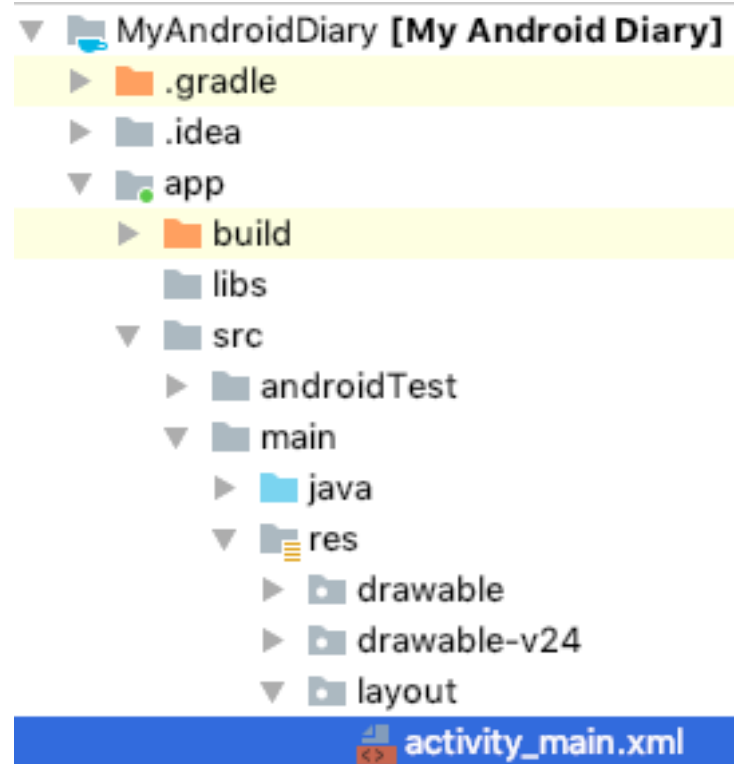 MyAndroidDiary [My Android Diary]
.gradle
.idea
app
build
libs
src
androidTest
main
java
res
drawable
drawable-v24
layout
activity_main.xml